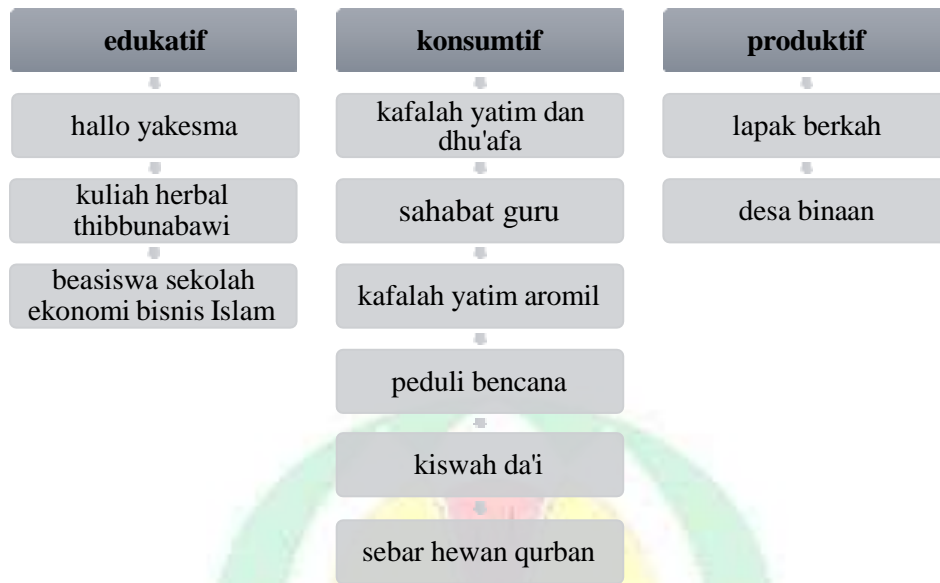 edukatif
hallo yakesma
kuliah herbal
thibbunabawi
beasiswa sekolah
ekonomi bisnis Islam
konsumtif
kafalah yatim dan
dhu'afa
sahabat guru
kafalah yatim aromil
peduli bencana
kiswah da'i
sebar hewan qurban
produktif
lapak berkah
desa binaan